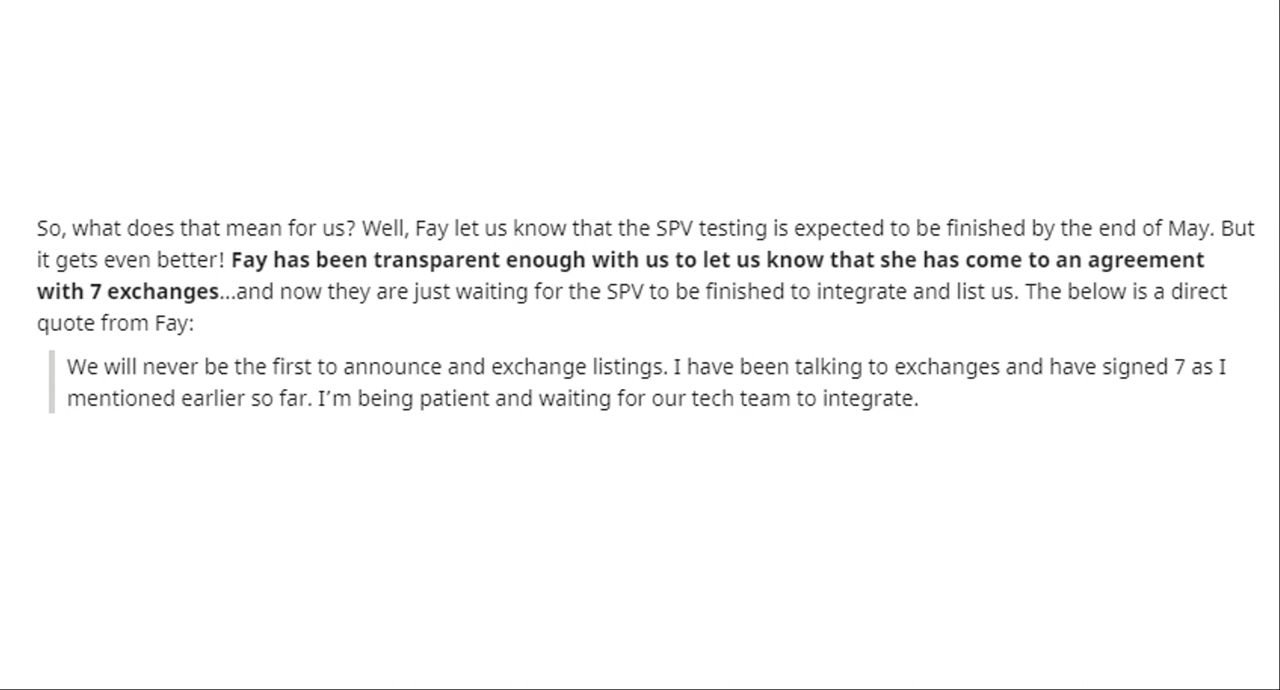 So, what does that mean for us? Well, Fay let us know that the SPV testing is expected to be finished by the end of May. But
it gets even better! Fay has been transparent enough with us to let us know that she has come to an agreement
with 7 exchanges...and now they are just waiting for the SPV to be finished to integrate and list us. The below is a direct
quote from Fay:
We will never be the first to announce and exchange listings. I have been talking to exchanges and have signed 7 as I
mentioned earlier so far. I’m being patient and waiting for our tech team to integrate.